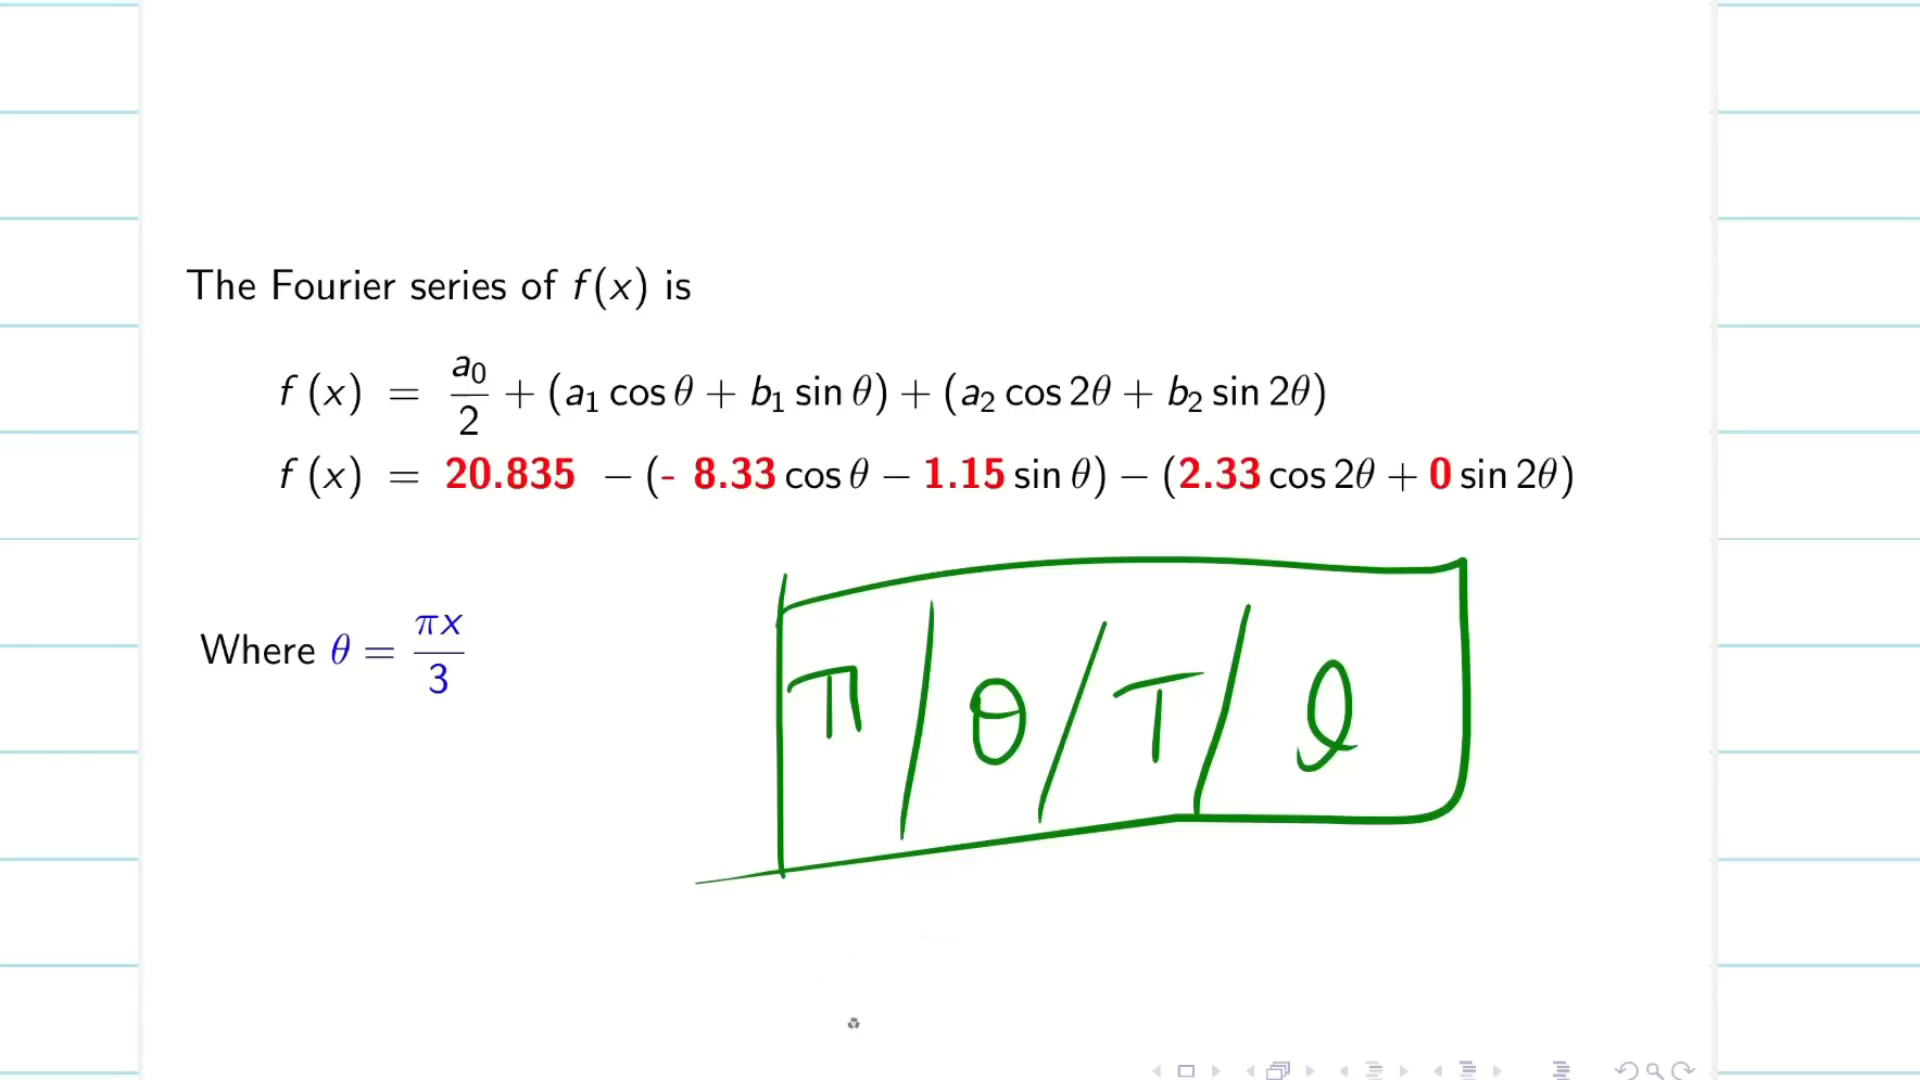 The Fourier series of f(x) is
f (x) = a₀/2 + (a₁ cos θ + b₁ sin θ) + (a₂ cos 2θ + b₂ sin 2θ)
f (x) = 20.835 − (- 8.33 cos θ − 1.15 sin θ) − (2.33 cos 2θ + 0 sin 2θ)
Where θ = πx/3
π / θ / T / l